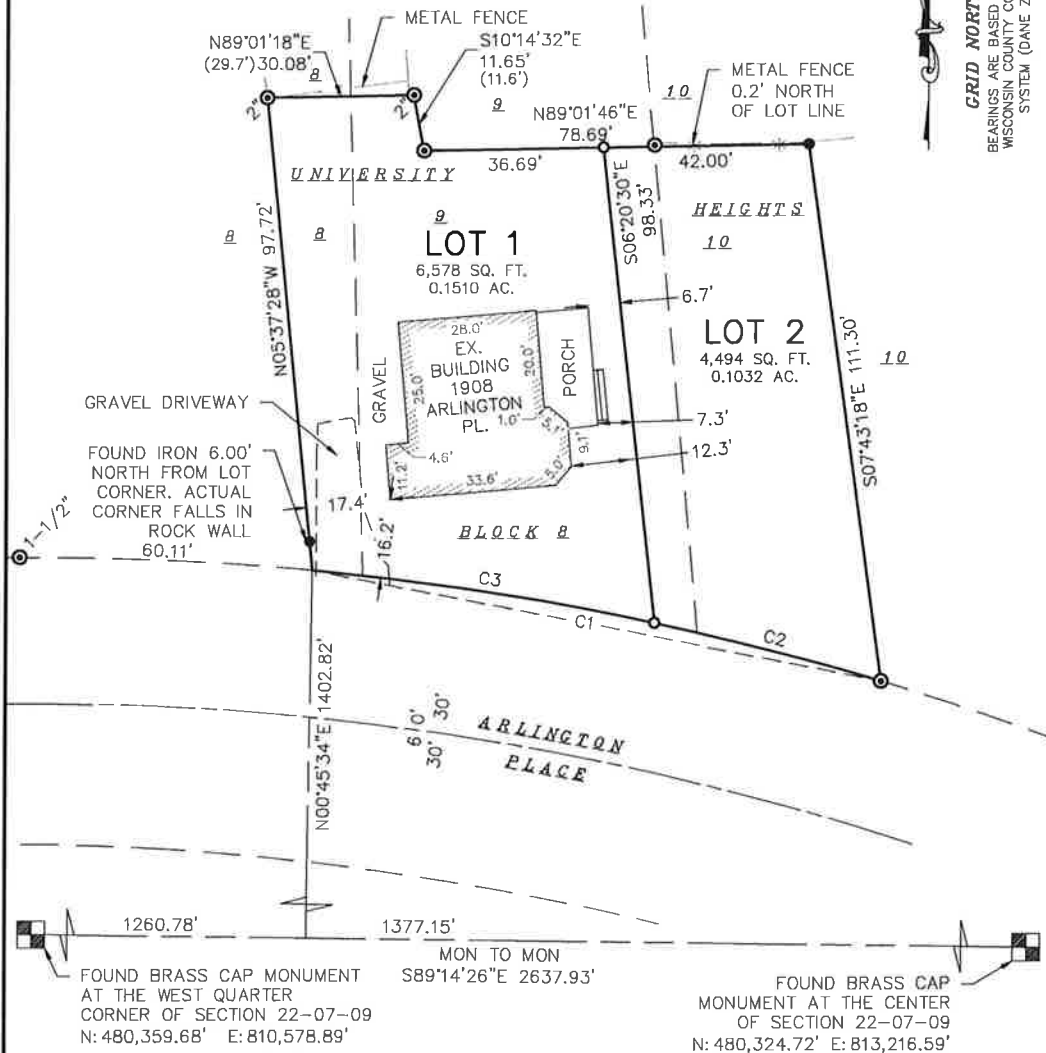 METAL FENCE
N89°01'18"E
(29.7')30.08'
8
S10°14'32"E
11.65'
(11.6')
GRID NORT
BEARINGS ARE BASED
WISCONSIN COUNTY CO
SYSTEM (DANE Z
METAL FENCE
0.2' NORTH
OF LOT LINE
10
9
N89°01'46"E
78.69'
2"
2"
36.69'
42.00'
UNIVERSITY
HEIGHTS
8
8
9
10
10
LOT 1
6,578 SQ. FT.
0.1510 AC.
N05°37'28"W 97.72'
S06°20'30"E
98.33'
6.7'
LOT 2
4,494 SQ. FT.
0.1032 AC.
S07°43'18"E 111.30'
28.0'
EX.
BUILDING
1908
ARLINGTON
PL.
25.0'
20.0'
PORCH
GRAVEL
1.0'
5.1'
9.1'
5.0'
4.6'
11.2'
33.6'
7.3'
12.3'
GRAVEL DRIVEWAY
FOUND IRON 6.00'
NORTH FROM LOT
CORNER. ACTUAL
CORNER FALLS IN
ROCK WALL
17.4'
16.2'
BLOCK 8
1-1/2"
60.11'
C3
C1
C2
N00°45'34"E 1402.82'
60'
30'
30'
ARLINGTON
PLACE
1260.78'
1377.15'
MON TO MON
S89°14'26"E 2637.93'
FOUND BRASS CAP MONUMENT
AT THE WEST QUARTER
CORNER OF SECTION 22-07-09
N: 480,359.68' E: 810,578.89'
FOUND BRASS CAP
MONUMENT AT THE CENTER
OF SECTION 22-07-09
N: 480,324.72' E: 813,216.59'